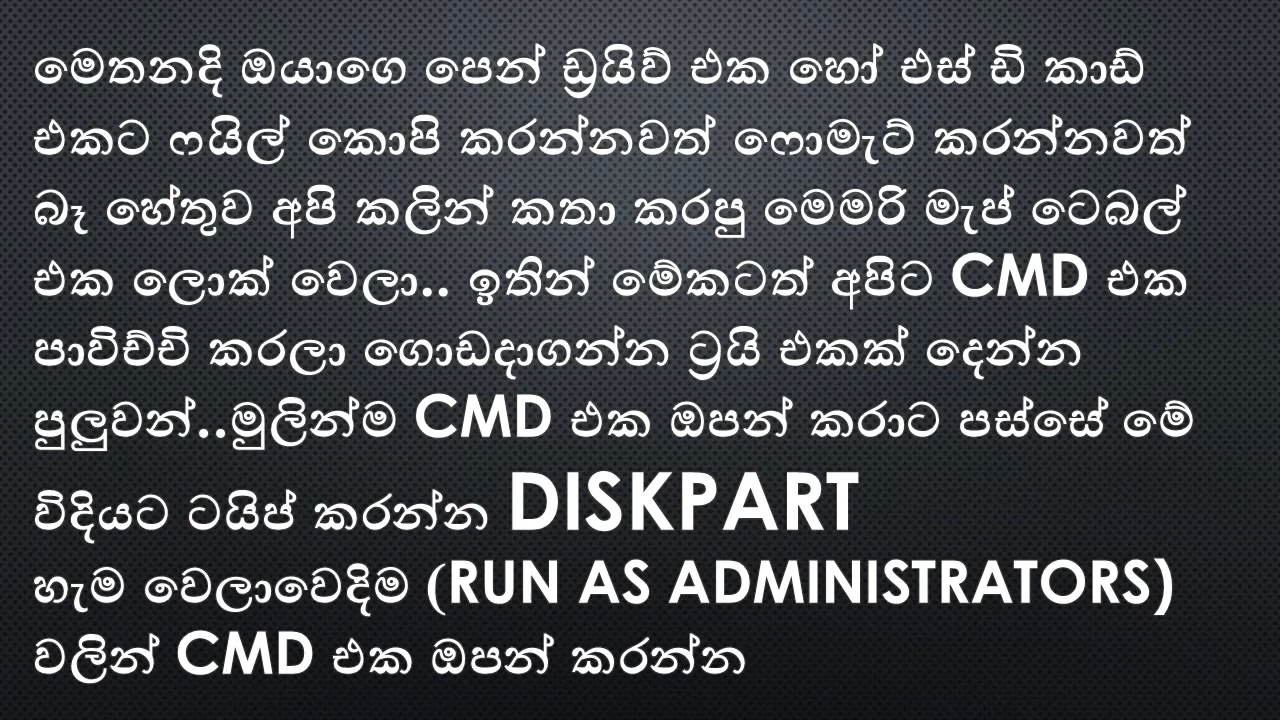 මෙතනදි ඔයාගෙ පෙන් ඩ්‍රයිව් එක හෝ එස් ඩි කාඩ්
එකට ෆයිල් කොපි කරන්නවත් ෆොමැට් කරන්නවත්
බෑ හේතුව අපි කලින් කතා කරපු මෙමරි මැප් ටෙබල්
එක ලොක් වෙලා.. ඉතින් මේකටත් අපිට CMD එක
පාවිච්චි කරලා ගොඩදාගන්න ට්‍රයි එකක් දෙන්න
පුලුවන්..මුලින්ම CMD එක ඔපන් කරාට පස්සේ මේ
විදියට ටයිප් කරන්න DISKPART
හැම වෙලාවෙදිම (RUN AS ADMINISTRATORS)
වලින් CMD එක ඔපන් කරන්න